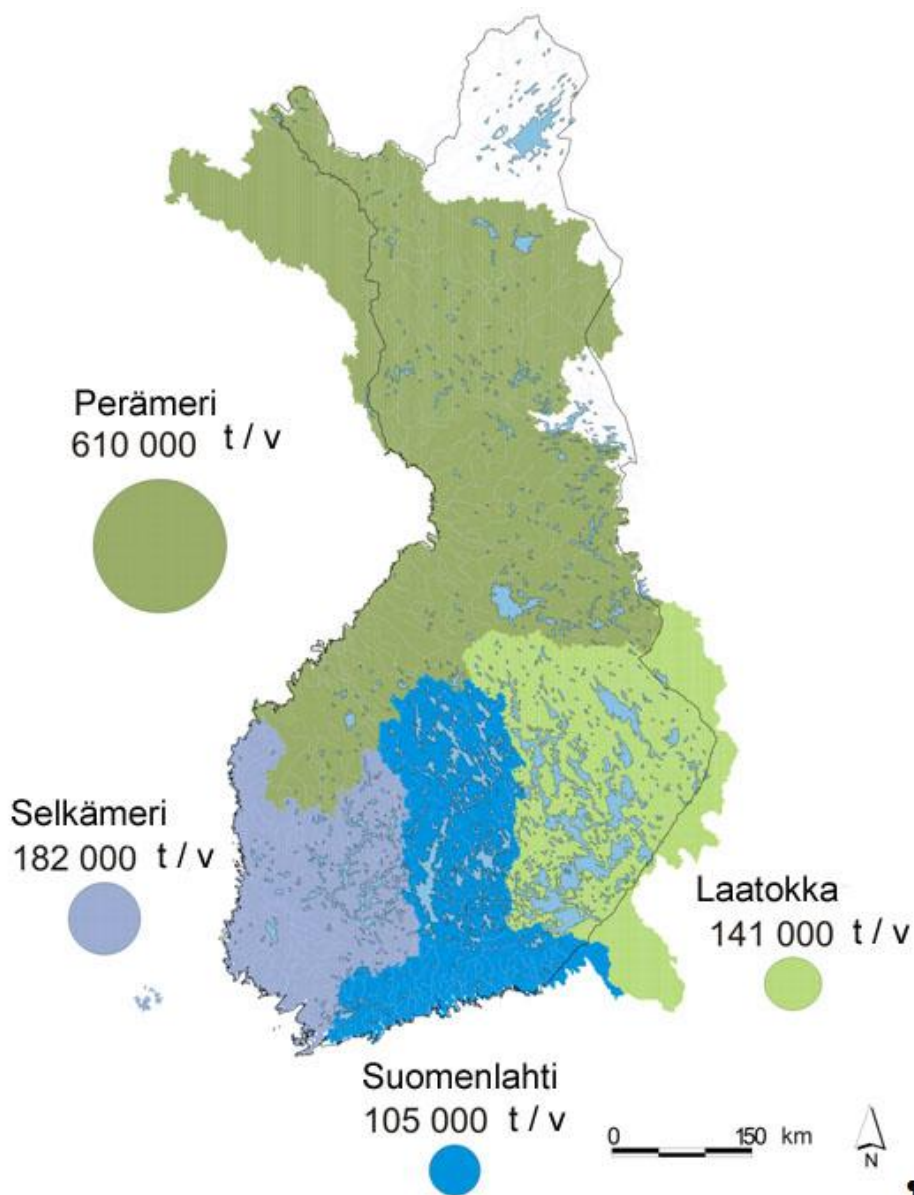 Perämeri
610 000 t / v
Selkämeri
182 000 t / v
Laatokka
141 000 t / v
Suomenlahti
105 000 t / v
0 150 km
N